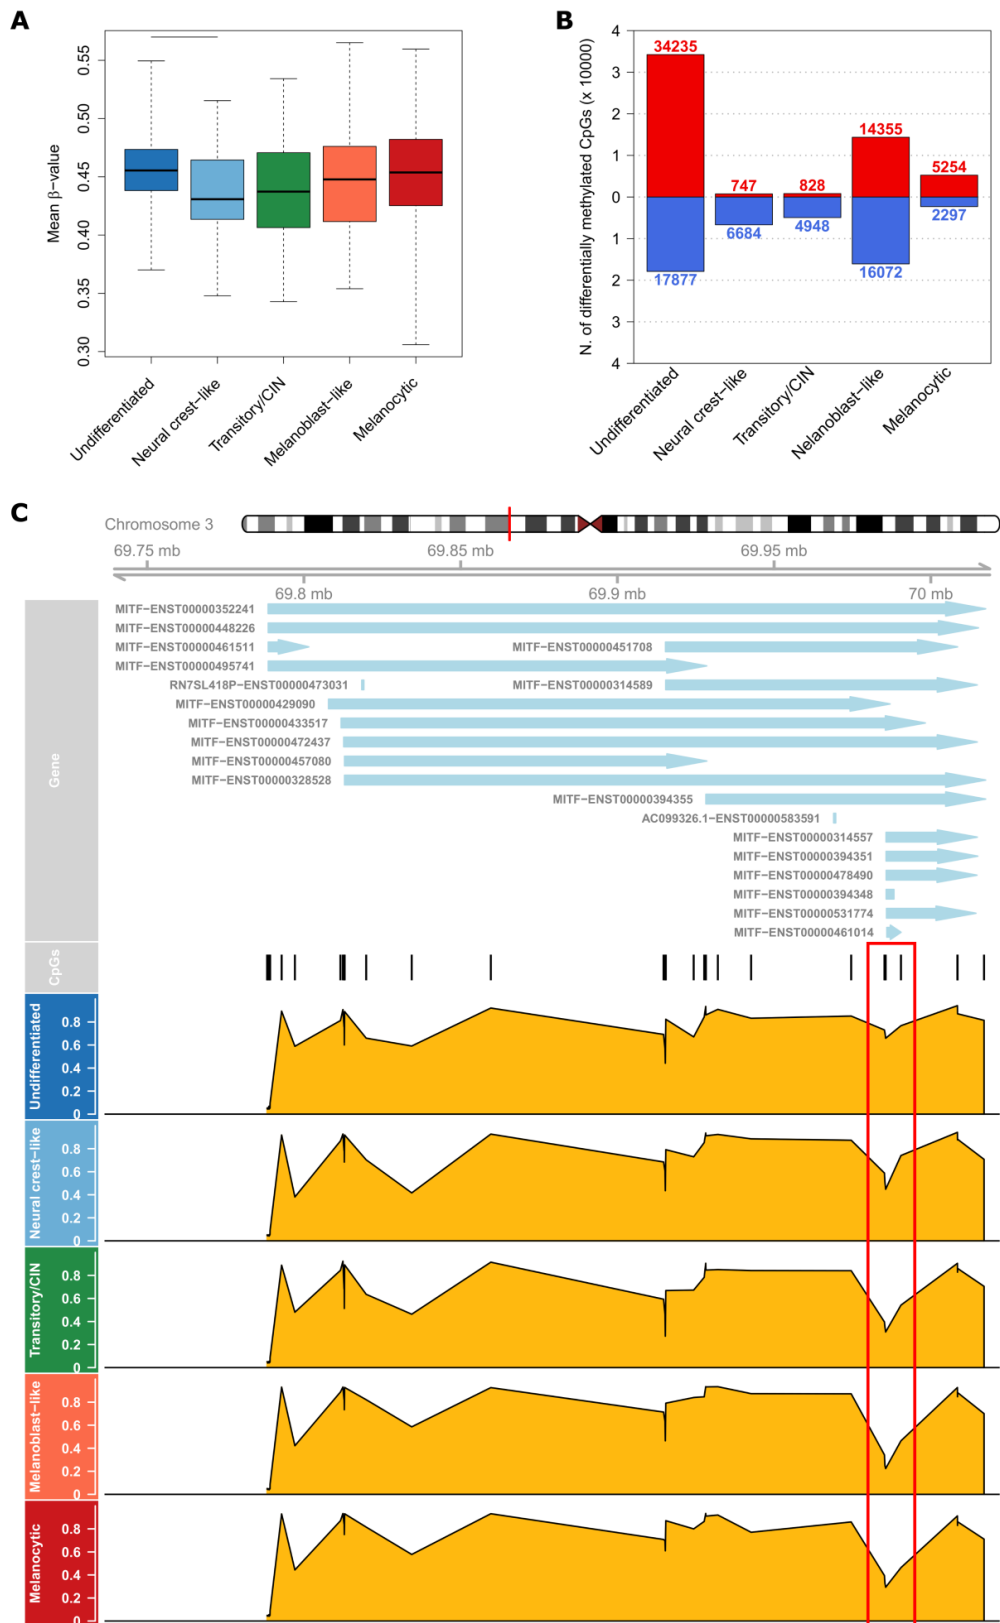 A
Mean β-value
0.30
0.35
0.40
0.45
0.50
0.55
Undifferentiated
Neural crest-like
Transitory/CIN
Melanoblast-like
Melanocytic
B
N. of differentially methylated CpGs (x 10000)
4
3
2
1
0
1
2
3
4
34235
747
828
14355
5254
17877
6684
4948
16072
2297
Undifferentiated
Neural crest-like
Transitory/CIN
Nelanoblast-like
Melanocytic
C
Chromosome 3
69.75 mb
69.85 mb
69.95 mb
69.8 mb
69.9 mb
70 mb
Gene
MITF-ENST00000352241
MITF-ENST00000448226
MITF-ENST00000461511
MITF-ENST00000451708
MITF-ENST00000495741
RN7SL418P-ENST00000473031
MITF-ENST00000314589
MITF-ENST00000429090
MITF-ENST00000433517
MITF-ENST00000472437
MITF-ENST00000457080
MITF-ENST00000328528
MITF-ENST00000394355
AC099326.1-ENST00000583591
MITF-ENST00000314557
MITF-ENST00000394351
MITF-ENST00000478490
MITF-ENST00000394348
MITF-ENST00000531774
MITF-ENST00000461014
CpGs
Undifferentiated
0.8
0.6
0.4
0.2
0
Neural crest-like
0.8
0.6
0.4
0.2
0
Transitory/CIN
0.8
0.6
0.4
0.2
0
Melanoblast-like
0.8
0.6
0.4
0.2
0
Melanocytic
0.8
0.6
0.4
0.2
0